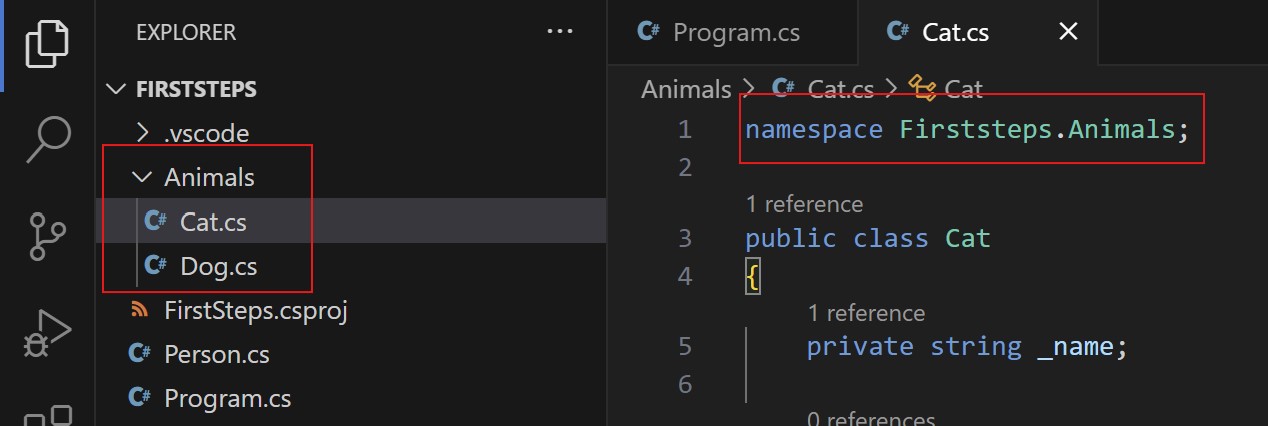 EXPLORER ...
FIRSTSTEPS
.vscode
Animals
C# Cat.cs
C# Dog.cs
FirstSteps.csproj
C# Person.cs
C# Program.cs
C# Program.cs C# Cat.cs
Animals > C# Cat.cs > Cat
1 namespace Firststeps.Animals;
2
1 reference
3 public class Cat
4 {
1 reference
5 private string _name;
6
0 references